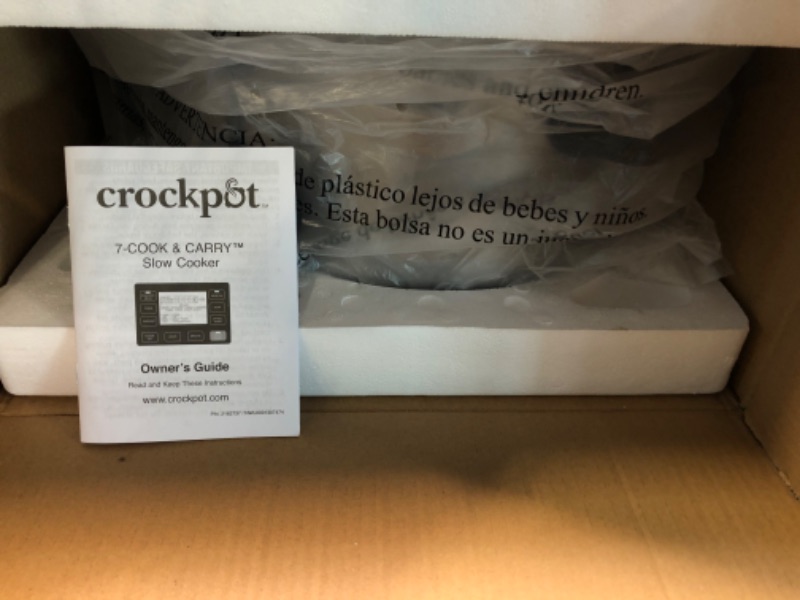 and children.
ADVERTENCIA:
de plástico lejos de bebes y niños.
Esta bolsa no es un
crockpot™
7-COOK & CARRY™
Slow Cooker
Owner's Guide
Read and Keep These Instructions
www.crockpot.com